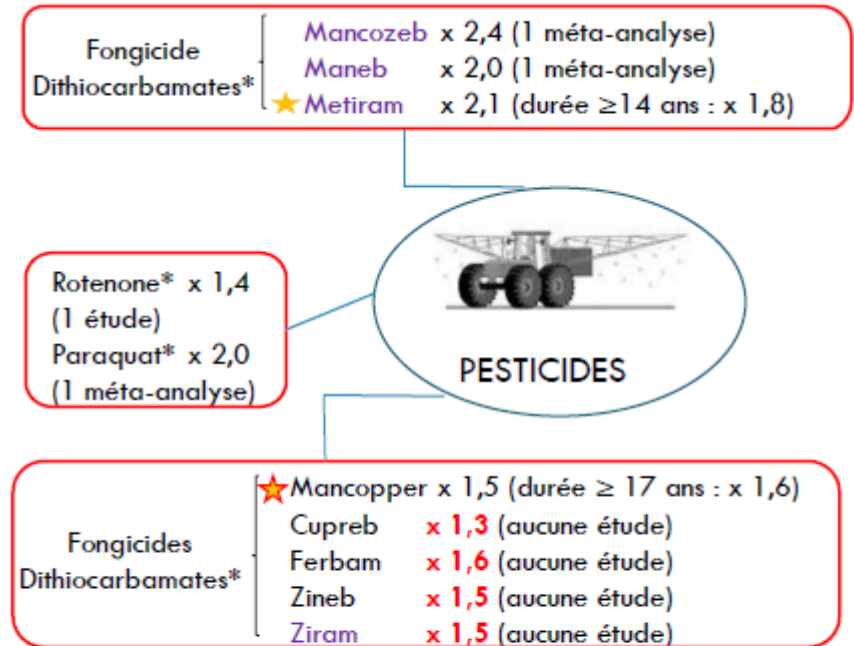 Fongicide
Dithiocarbamates*
Mancozeb x 2,4 (1 méta-analyse)
Maneb x 2,0 (1 méta-analyse)
Metiram x 2,1 (durée ≥14 ans : x 1,8)
Rotenone* x 1,4
(1 étude)
Paraquat* x 2,0
(1 méta-analyse)
PESTICIDES
Fongicides
Dithiocarbamates*
Mancopper x 1,5 (durée ≥ 17 ans : x 1,6)
Cupreb x 1,3 (aucune étude)
Ferbam x 1,6 (aucune étude)
Zineb x 1,5 (aucune étude)
Ziram x 1,5 (aucune étude)